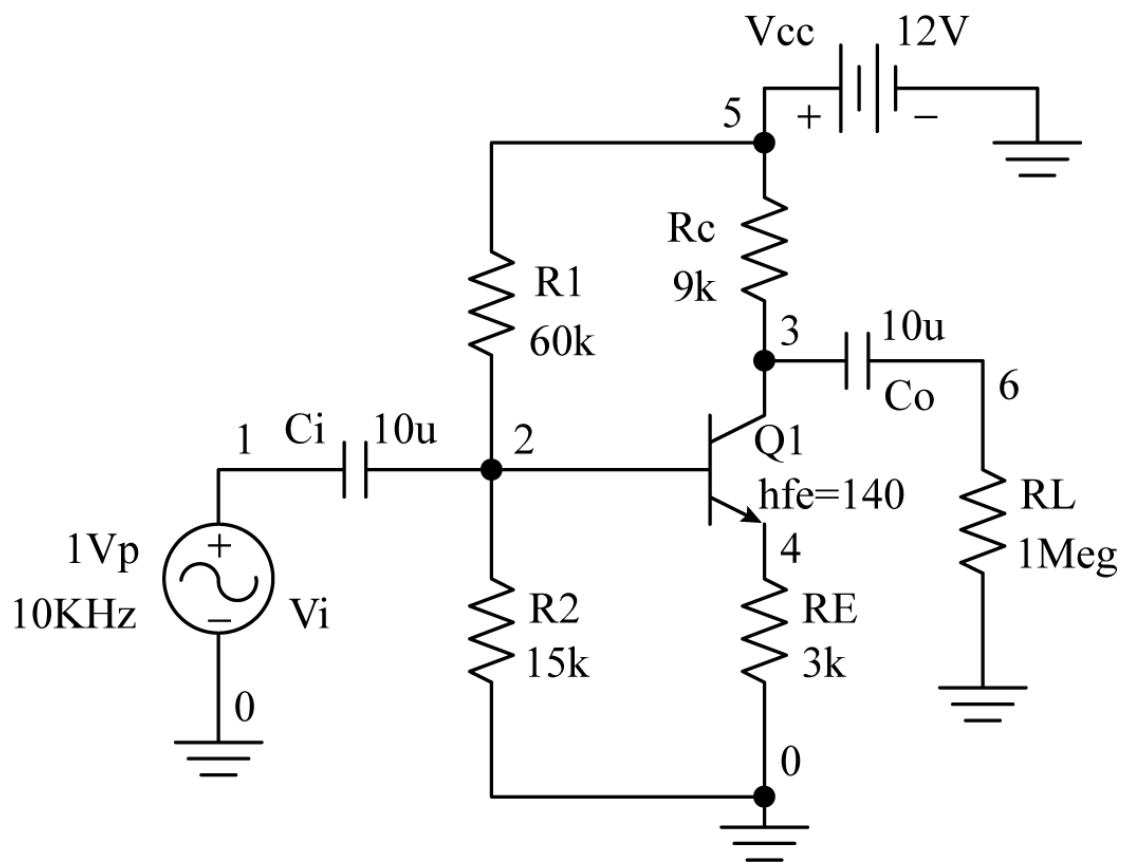 Vcc 12V
+ −
5
Rc
9k
R1
60k
3
10u
Co
6
1
Ci 10u
2
Q1
hfe=140
4
RL
1Meg
1Vp
10KHz
+
−
Vi
R2
15k
RE
3k
0
0